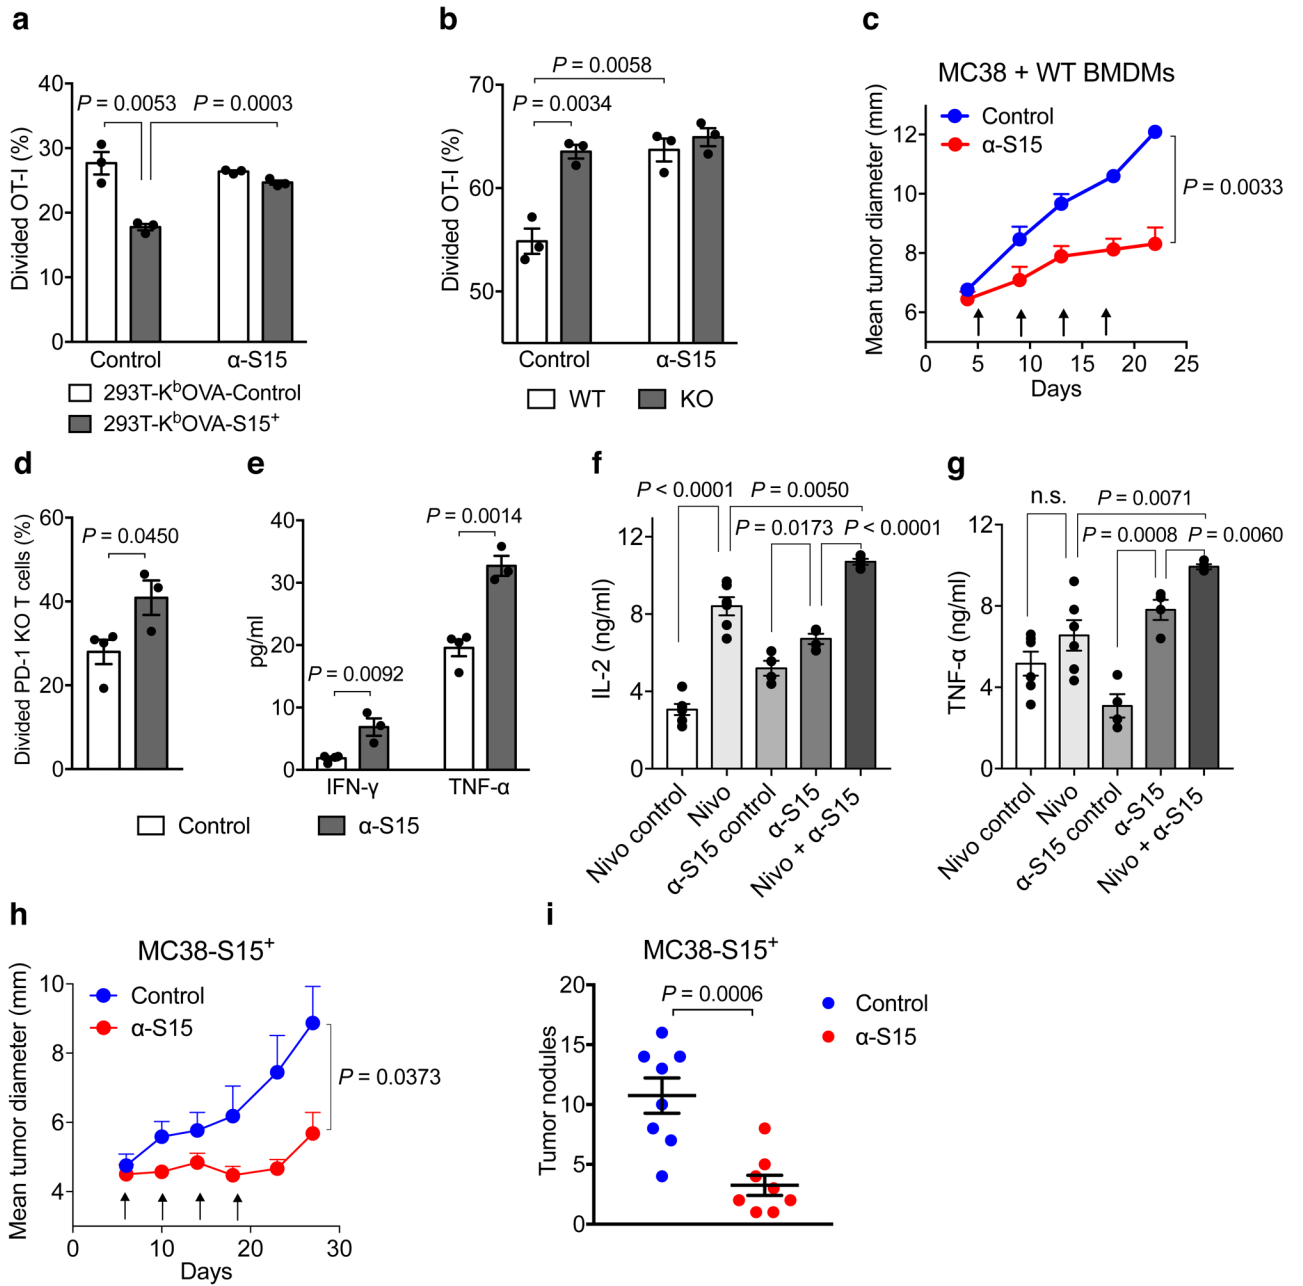 a
Divided OT-I (%)
40
30
20
10
0
P = 0.0053
P = 0.0003
Control
α-S15
293T-KᵇOVA-Control
293T-KᵇOVA-S15⁺
b
Divided OT-I (%)
70
60
50
P = 0.0058
P = 0.0034
Control
α-S15
WT
KO
c
MC38 + WT BMDMs
Mean tumor diameter (mm)
12
10
8
6
Control
α-S15
P = 0.0033
0 5 10 15 20 25
Days
d
Divided PD-1 KO T cells (%)
60
40
20
0
P = 0.0450
e
pg/ml
40
30
20
10
0
P = 0.0014
P = 0.0092
IFN-γ
TNF-α
Control
α-S15
f
IL-2 (ng/ml)
12
8
4
0
P < 0.0001
P = 0.0050
P = 0.0173
P < 0.0001
Nivo control
Nivo
α-S15 control
α-S15
Nivo + α-S15
g
TNF-α (ng/ml)
12
8
4
0
n.s.
P = 0.0071
P = 0.0008
P = 0.0060
Nivo control
Nivo
α-S15 control
α-S15
Nivo + α-S15
h
MC38-S15⁺
Mean tumor diameter (mm)
10
8
6
4
Control
α-S15
P = 0.0373
0 10 20 30
Days
i
MC38-S15⁺
Tumor nodules
20
15
10
5
0
P = 0.0006
Control
α-S15